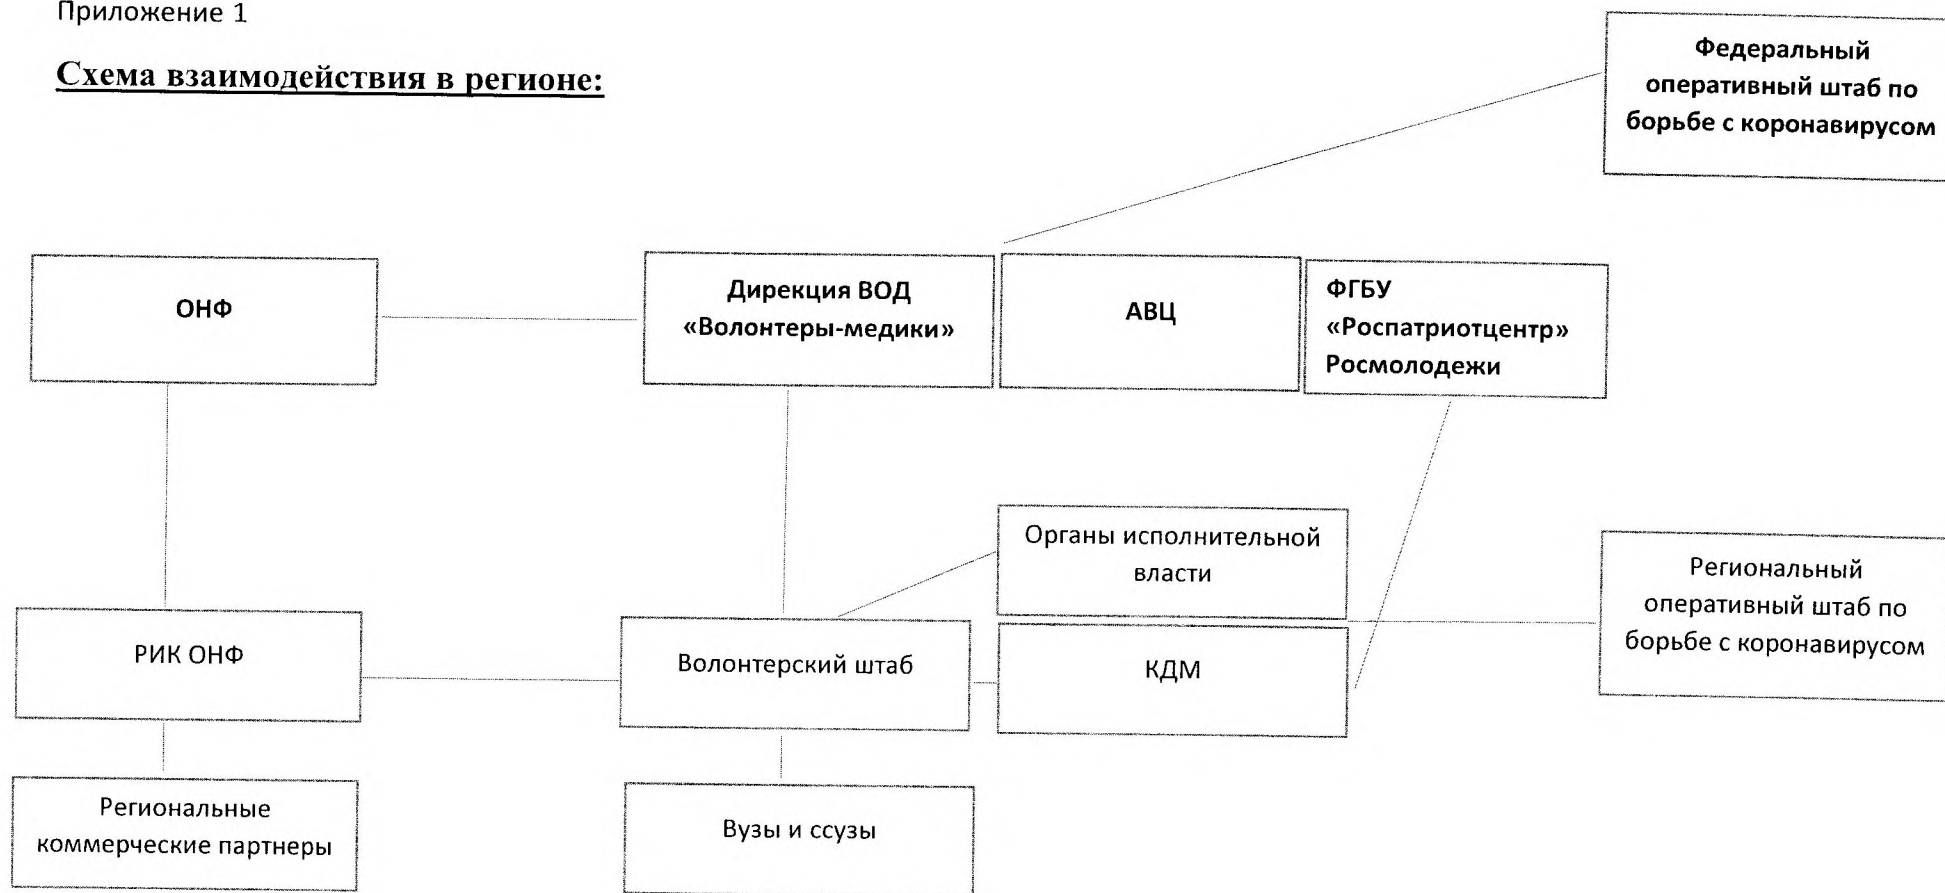 Приложение 1
Схема взаимодействия в регионе:
Федеральный
оперативный штаб по
борьбе с коронавирусом
ОНФ
Дирекция ВОД
«Волонтеры-медики»
АВЦ
ФГБУ
«Роспатриотцентр»
Росмолодежи
Органы исполнительной
власти
Региональный
оперативный штаб по
борьбе с коронавирусом
РИК ОНФ
Волонтерский штаб
КДМ
Региональные
коммерческие партнеры
Вузы и ссузы